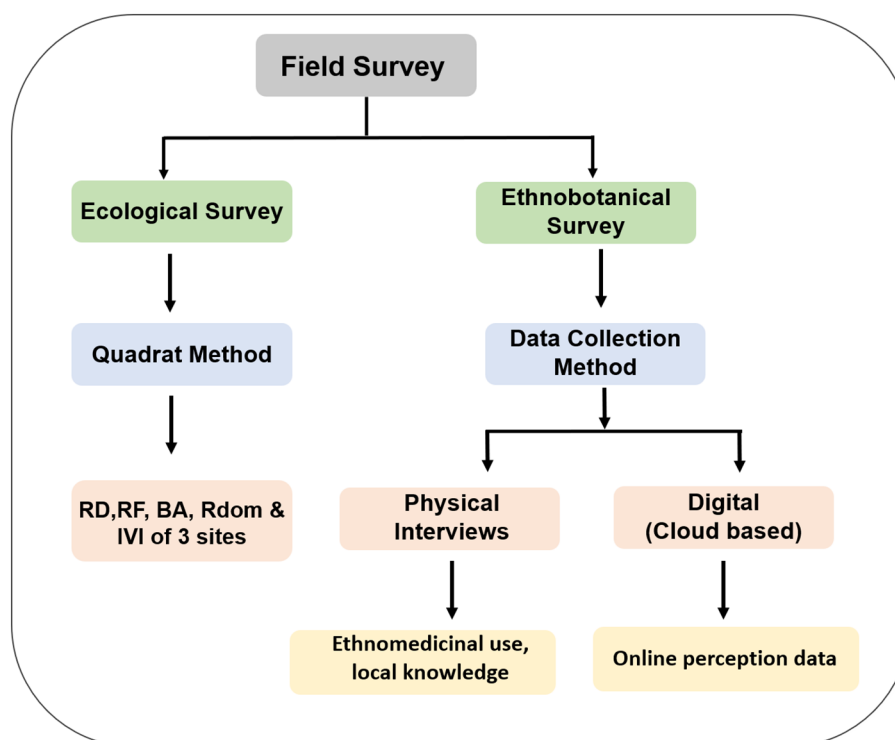 Field Survey
Ecological Survey
Ethnobotanical
Survey
Quadrat Method
Data Collection
Method
RD,RF, BA, Rdom &
IVI of 3 sites
Physical
Interviews
Digital
(Cloud based)
Ethnomedicinal use,
local knowledge
Online perception data